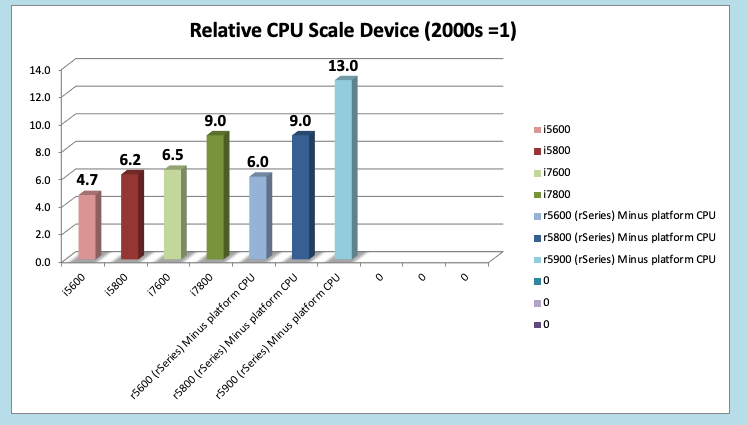 Relative CPU Scale Device (2000s =1)
14.0
12.0
10.0
8.0
6.0
4.0
2.0
0.0
4.7
6.2
6.5
9.0
6.0
9.0
13.0
i5600
i5800
i7600
i7800
r5600 (rSeries) Minus platform CPU
r5800 (rSeries) Minus platform CPU
r5900 (rSeries) Minus platform CPU
0
0
0
i5600
i5800
i7600
i7800
r5600 (rSeries) Minus platform CPU
r5800 (rSeries) Minus platform CPU
r5900 (rSeries) Minus platform CPU
0
0
0